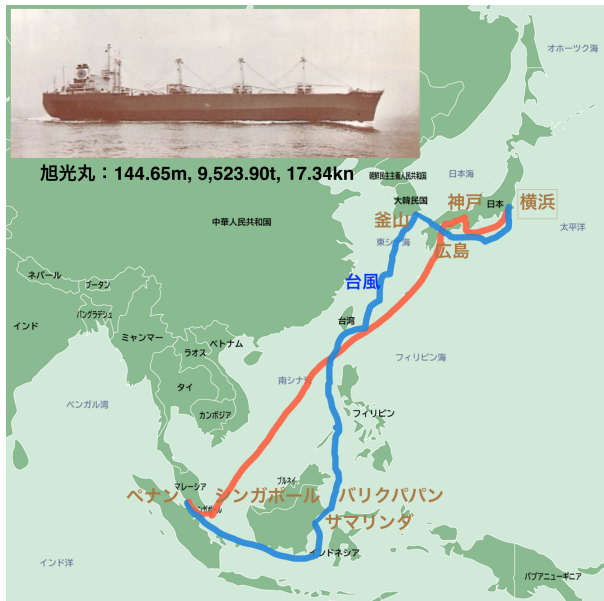 オホーツク海
旭光丸：144.65m, 9,523.90t, 17.34kn
日本海
朝鮮民主主義人民共和国
大韓民国
神戸
日本
横浜
釜山
中華人民共和国
太平洋
東シナ海
広島
ネパール
ブータン
台風
バングラデシュ
インド
台湾
ミャンマー
ベトナム
ラオス
フィリピン海
南シナ海
タイ
ベンガル湾
カンボジア
フィリピン
ブルネイ
マレーシア
ペナン
シンガポール
バリクパパン
サマリンダ
インドネシア
インド洋
パプアニューギニア